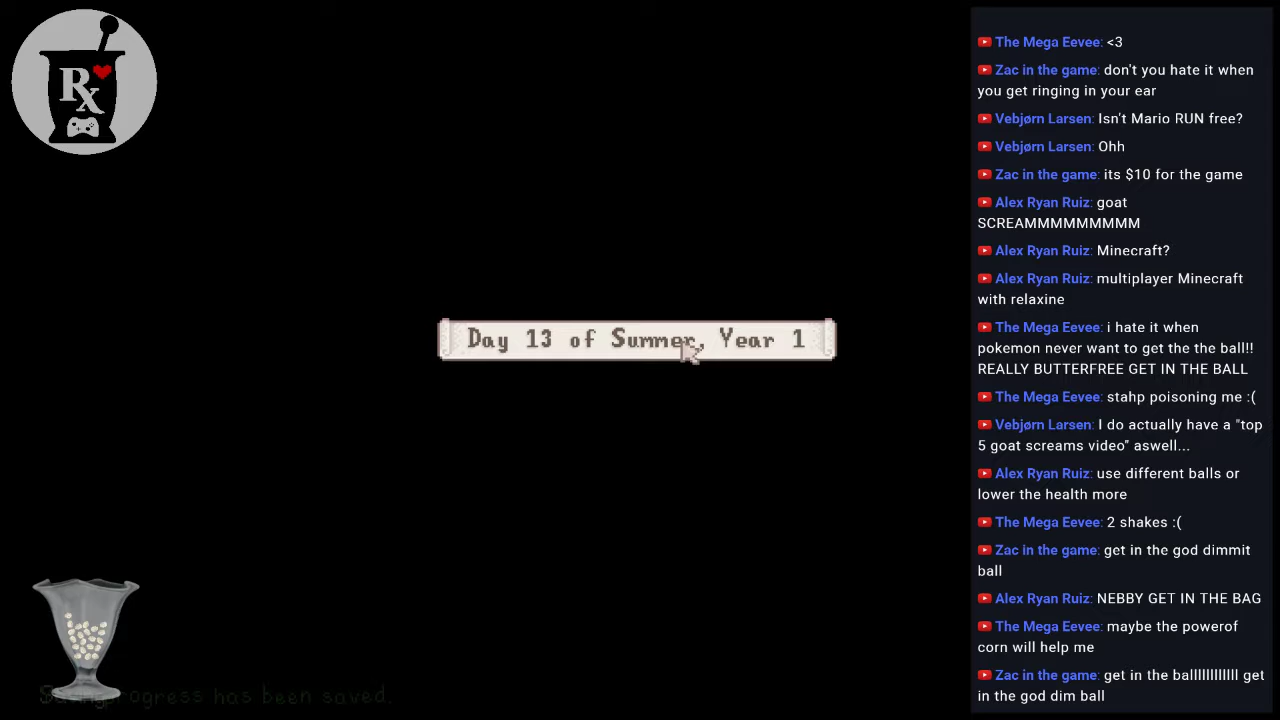 Rx
Day 13 of Summer, Year 1
progress has been saved.
The Mega Eevee: <3
Zac in the game: don't you hate it when
you get ringing in your ear
Vebjørn Larsen: Isn't Mario RUN free?
Vebjørn Larsen: Ohh
Zac in the game: its $10 for the game
Alex Ryan Ruiz: goat
SCREAMMMMMMMMM
Alex Ryan Ruiz: Minecraft?
Alex Ryan Ruiz: multiplayer Minecraft
with relaxine
The Mega Eevee: i hate it when
pokemon never want to get the the ball!!
REALLY BUTTERFREE GET IN THE BALL
The Mega Eevee: stahp poisoning me :(
Vebjørn Larsen: I do actually have a "top
5 goat screams video" aswell...
Alex Ryan Ruiz: use different balls or
lower the health more
The Mega Eevee: 2 shakes :(
Zac in the game: get in the god dimmit
ball
Alex Ryan Ruiz: NEBBY GET IN THE BAG
The Mega Eevee: maybe the powerof
corn will help me
Zac in the game: get in the ballllllllllll get
in the god dim ball